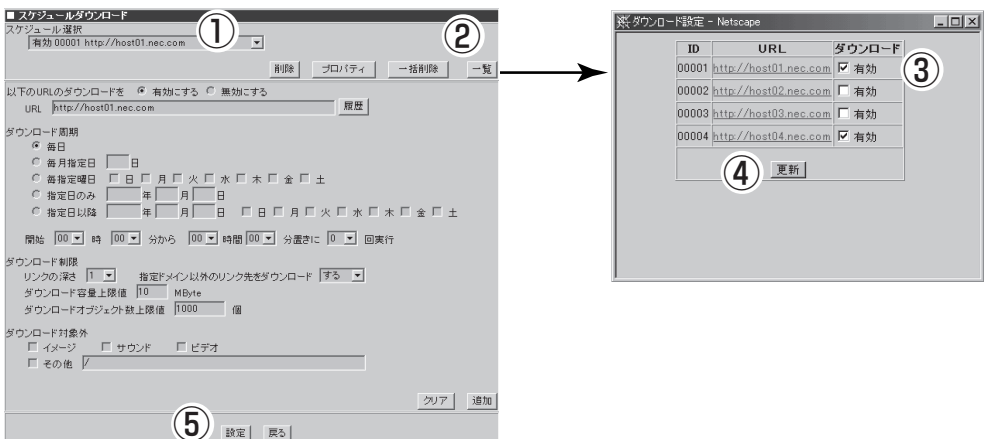 ■ スケジュールダウンロード
スケジュール選択
有効 00001 http://host01.nec.com
①
②
削除 プロパティ 一括削除 一覧
以下のURLのダウンロードを 有効にする 無効にする
URL http://host01.nec.com 履歴
ダウンロード周期
毎日
毎月指定日 日
毎指定曜日 日 月 火 水 木 金 土
指定日のみ 年 月 日
指定日以降 年 月 日 日 月 火 水 木 金 土
開始 00 時 00 分から 00 時間 00 分置きに 0 回実行
ダウンロード制限
リンクの深さ 1 指定ドメイン以外のリンク先をダウンロード する
ダウンロード容量上限値 10 MByte
ダウンロードオブジェクト数上限値 1000 個
ダウンロード対象外
イメージ サウンド ビデオ
その他 /
クリア 追加
⑤
設定 戻る
ダウンロード設定 - Netscape
ID URL ダウンロード
00001 http://host01.nec.com 有効
③
00002 http://host02.nec.com 有効
00003 http://host03.nec.com 有効
00004 http://host04.nec.com 有効
④
更新